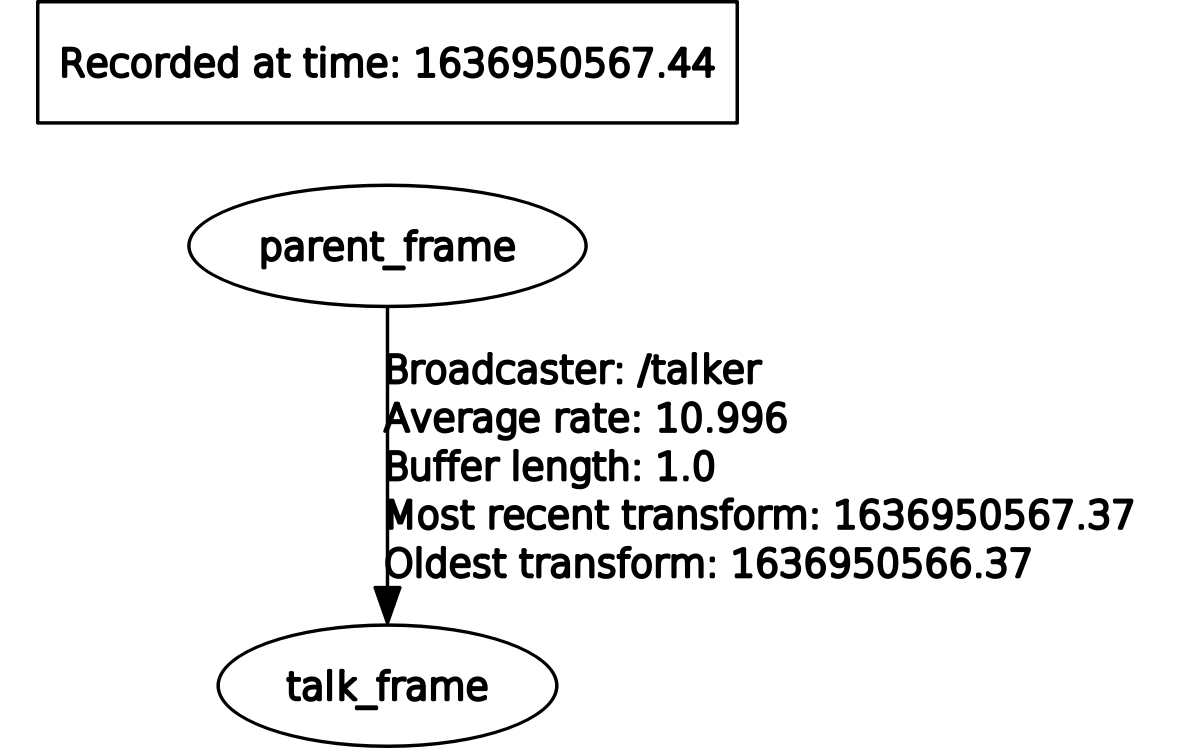 Recorded at time: 1636950567.44
parent_frame
Broadcaster: /talker
Average rate: 10.996
Buffer length: 1.0
Most recent transform: 1636950567.37
Oldest transform: 1636950566.37
talk_frame